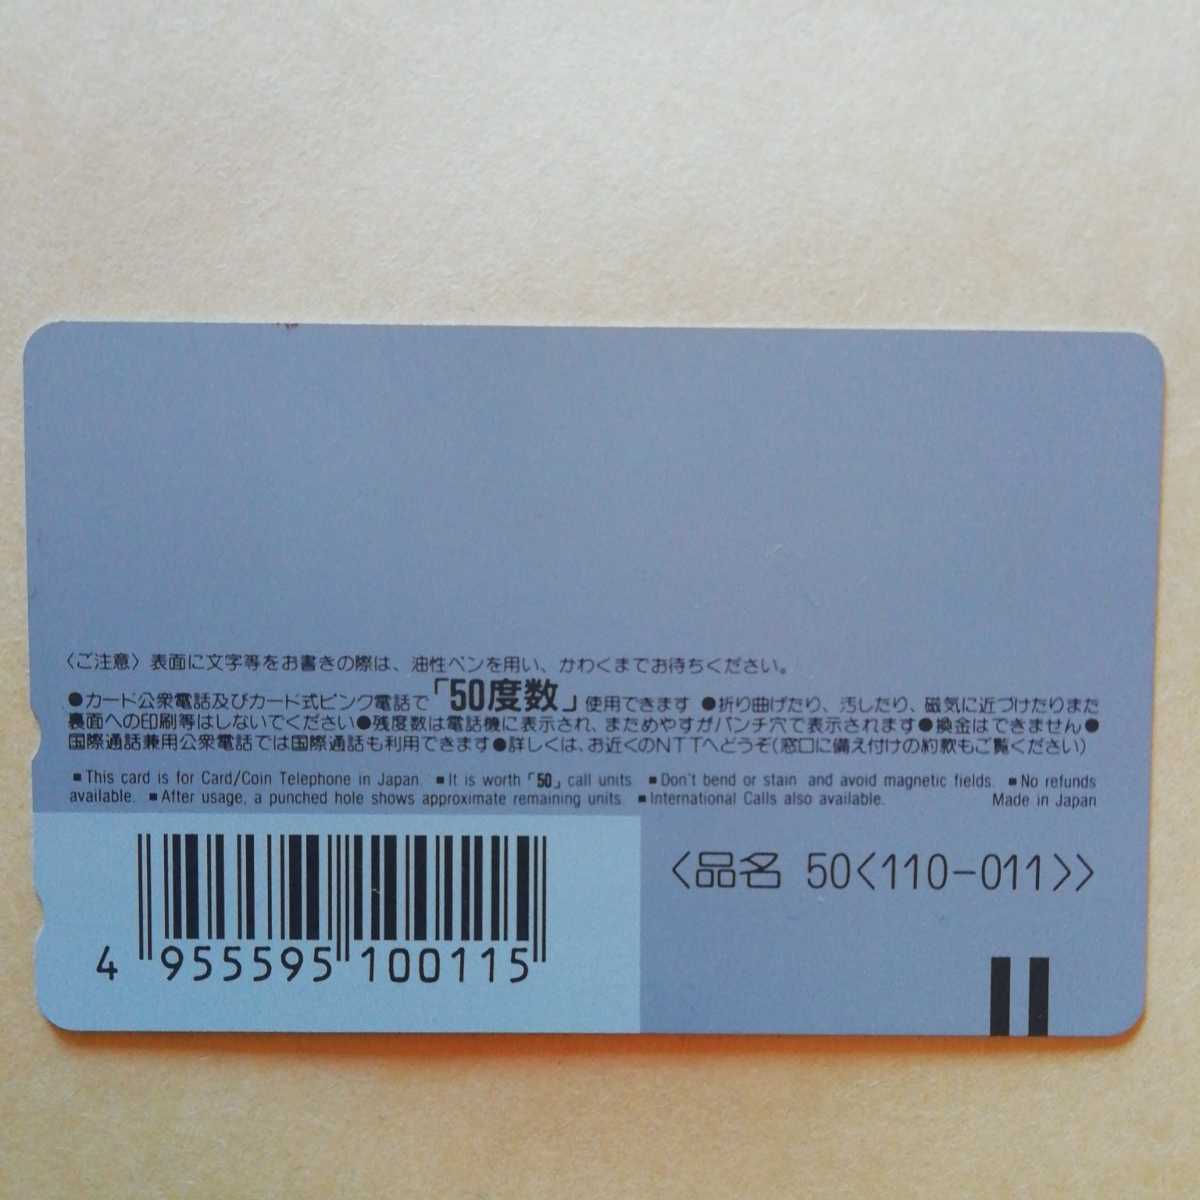 〈ご注意〉表面に文字等をお書きの際は、油性ペンを用い、かわくまでお待ちください。
●カード公衆電話及びカード式ピンク電話で「50度数」使用できます ●折り曲げたり、汚したり、磁気に近づけたりまた
裏面への印刷等はしないでください●残度数は電話機に表示され、まためやすがパンチ穴で表示されます●換金はできません●
国際通話兼用公衆電話では国際通話も利用できます●詳しくは、お近くのNTTへどうぞ(窓口に備え付けの約款もご覧ください)
■This card is for Card/Coin Telephone in Japan. ■It is worth「50」call units. ■Don't bend or stain and avoid magnetic fields. ■No refunds
available. ■After usage, a punched hole shows approximate remaining units. ■International Calls also available. Made in Japan
〈品名 50〈110-011〉〉
4 955595 100115